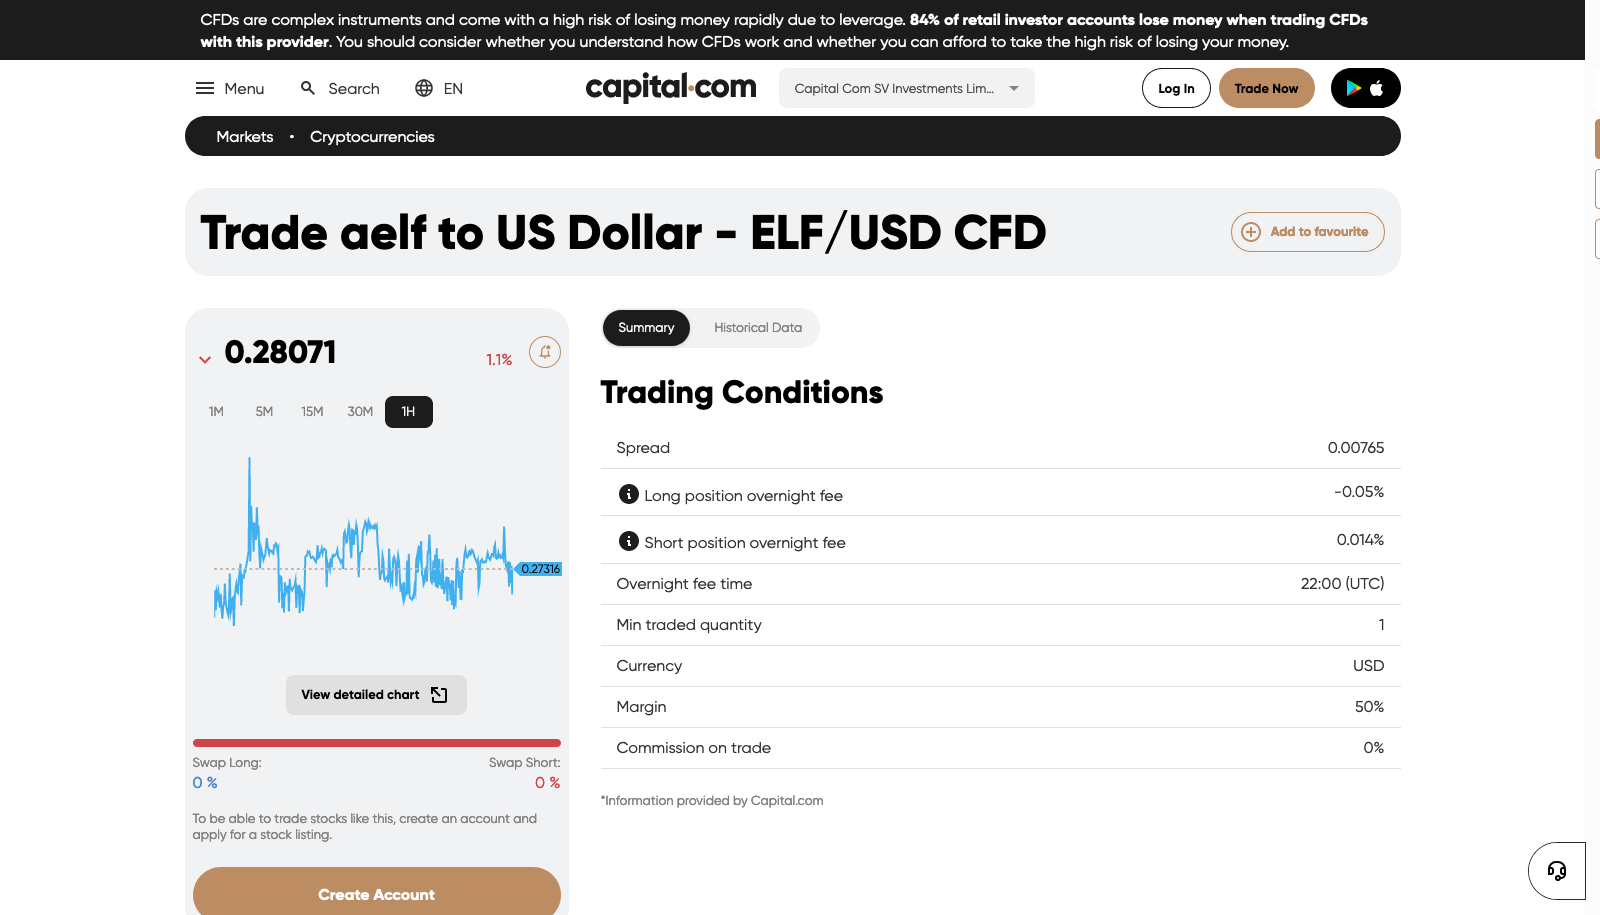 CFDs are complex instruments and come with a high risk of losing money rapidly due to leverage. 84% of retail investor accounts lose money when trading CFDs
with this provider. You should consider whether you understand how CFDs work and whether you can afford to take the high risk of losing your money.
Menu Search EN capital.com Capital Com SV Investments Lim... Log In Trade Now
Markets • Cryptocurrencies
Trade aelf to US Dollar - ELF/USD CFD Add to favourite
0.28071 1.1%
1M 5M 15M 30M 1H
0.27316
View detailed chart
Swap Long: Swap Short:
0 % 0 %
To be able to trade stocks like this, create an account and
apply for a stock listing.
Create Account
Summary Historical Data
Trading Conditions
Spread 0.00765
Long position overnight fee -0.05%
Short position overnight fee 0.014%
Overnight fee time 22:00 (UTC)
Min traded quantity 1
Currency USD
Margin 50%
Commission on trade 0%
*Information provided by Capital.com